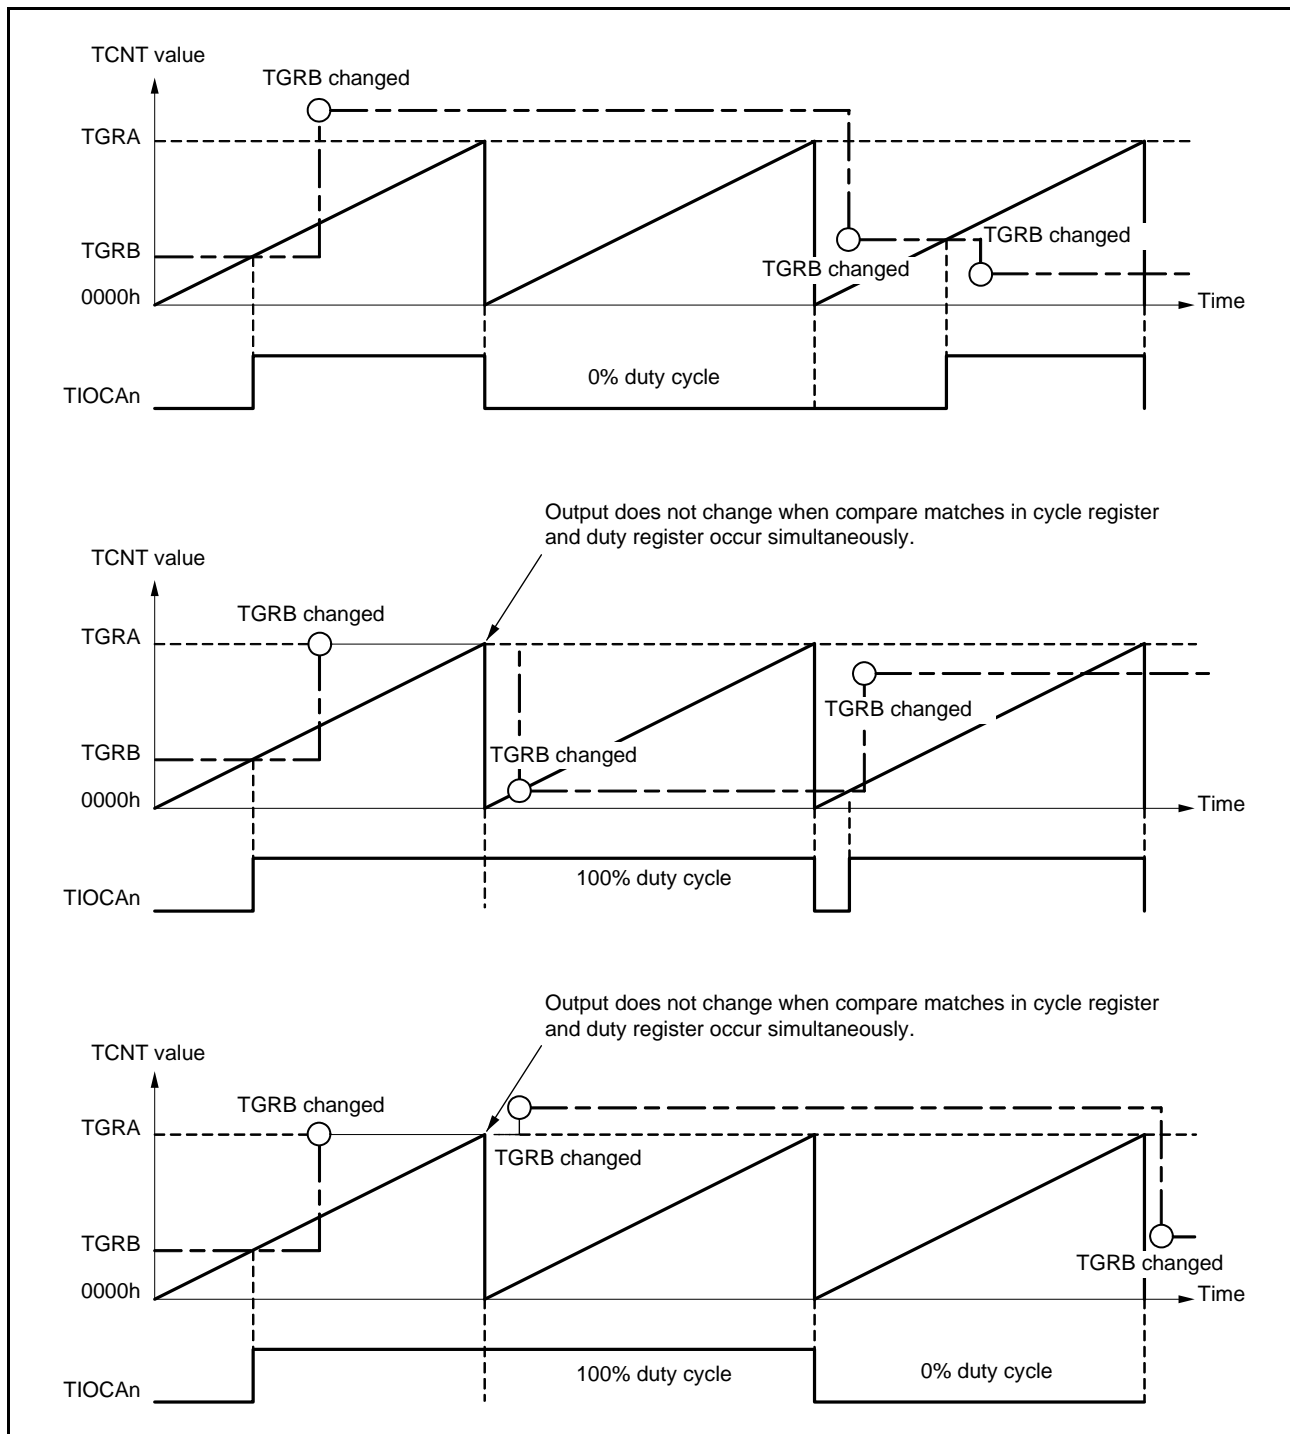 TCNT value
TGRB changed
TGRA
TGRB
TGRB changed
TGRB changed
0000h
Time
0% duty cycle
TIOCAn
Output does not change when compare matches in cycle register
and duty register occur simultaneously.
TCNT value
TGRB changed
TGRA
TGRB changed
TGRB
TGRB changed
0000h
Time
100% duty cycle
TIOCAn
Output does not change when compare matches in cycle register
and duty register occur simultaneously.
TCNT value
TGRB changed
TGRA
TGRB changed
TGRB
TGRB changed
0000h
Time
100% duty cycle
0% duty cycle
TIOCAn